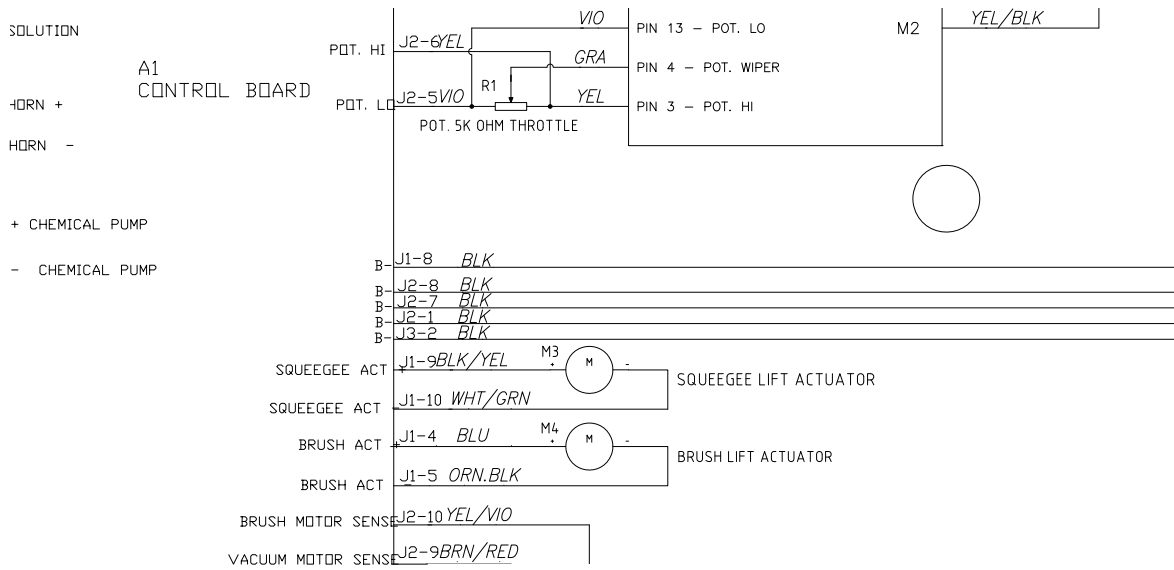 SOLUTION
A1
CONTROL BOARD
HORN +
HORN -
+ CHEMICAL PUMP
- CHEMICAL PUMP
POT. HI J2-6 YEL
POT. LO J2-5 VIO
R1
POT. 5K OHM THROTTLE
VIO
GRA
YEL
PIN 13 - POT. LO
PIN 4 - POT. WIPER
PIN 3 - POT. HI
M2
YEL/BLK
B- J1-8 BLK
B- J2-8 BLK
B- J2-7 BLK
B- J2-1 BLK
B- J3-2 BLK
SQUEEGEE ACT + J1-9 BLK/YEL
M3
+ M -
SQUEEGEE LIFT ACTUATOR
SQUEEGEE ACT - J1-10 WHT/GRN
BRUSH ACT + J1-4 BLU
M4
+ M -
BRUSH LIFT ACTUATOR
BRUSH ACT - J1-5 ORN.BLK
BRUSH MOTOR SENSE J2-10 YEL/VIO
VACUUM MOTOR SENSE J2-9 BRN/RED